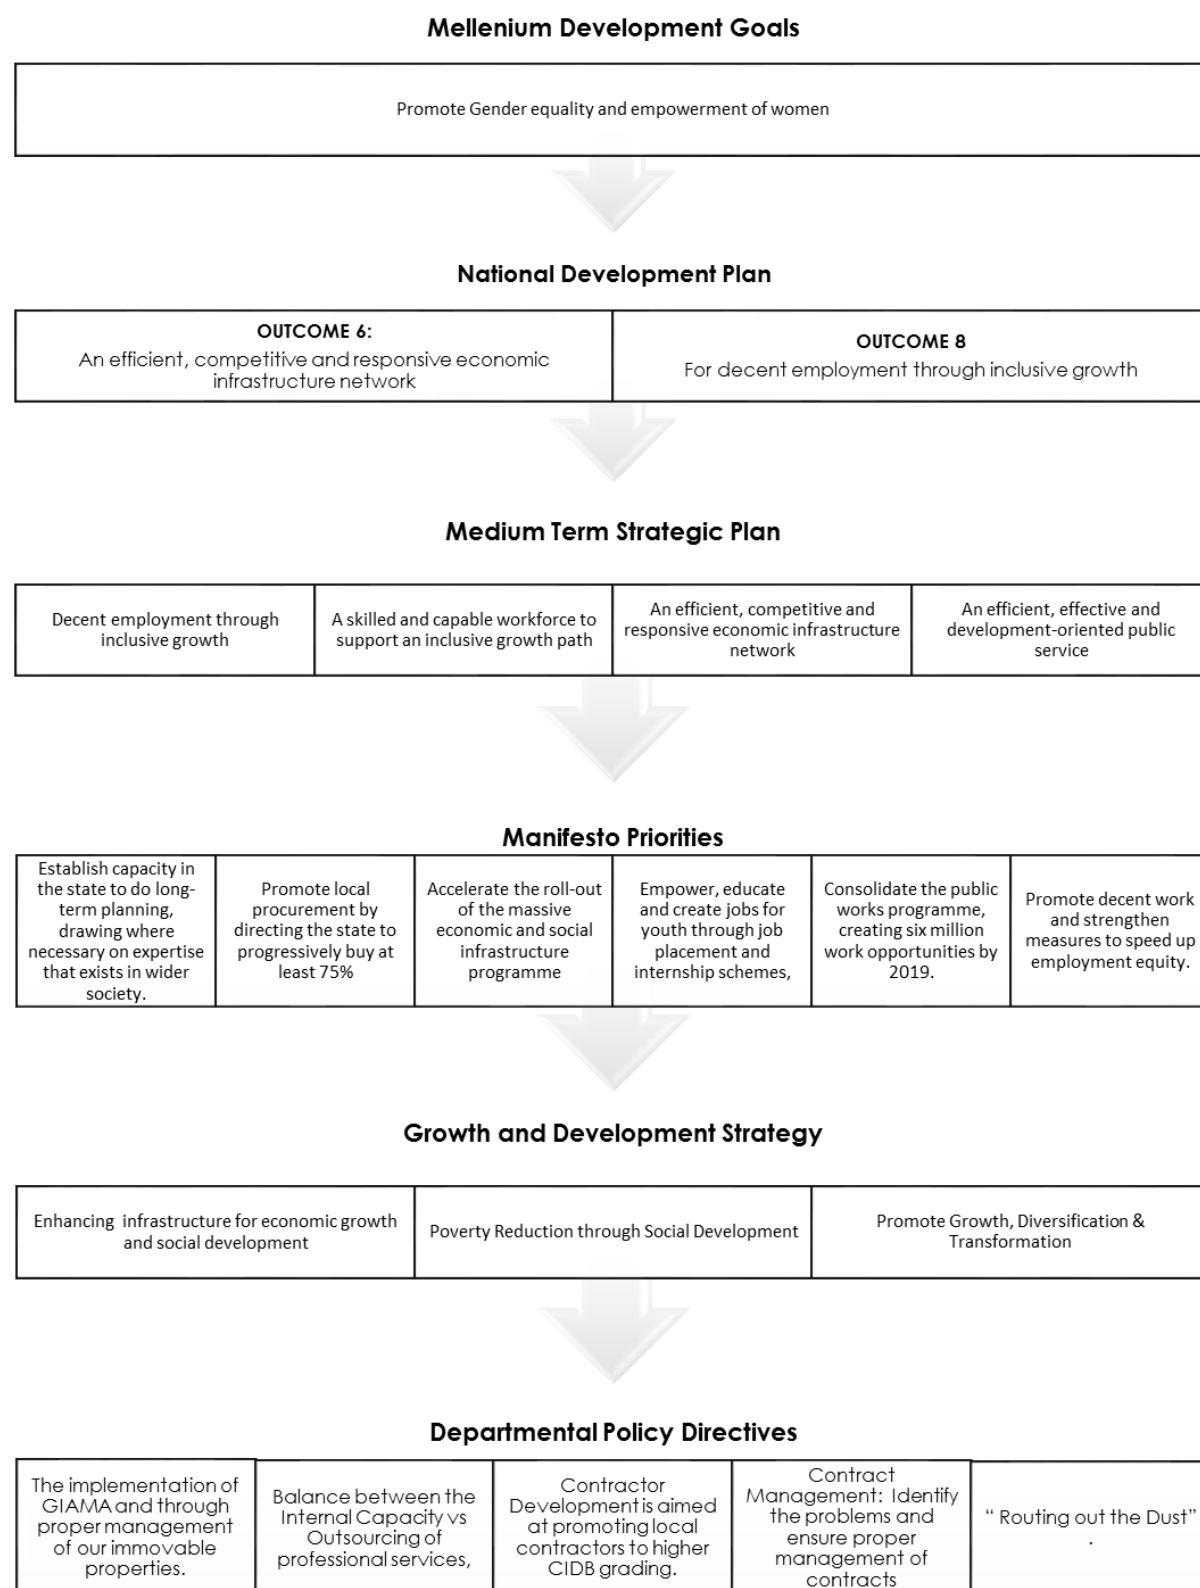 Mellenium Development Goals
Promote Gender equality and empowerment of women
National Development Plan
OUTCOME 6:
An efficient, competitive and responsive economic
infrastructure network
OUTCOME 8
For decent employment through inclusive growth
Medium Term Strategic Plan
Decent employment through
inclusive growth
A skilled and capable workforce to
support an inclusive growth path
An efficient, competitive and
responsive economic infrastructure
network
An efficient, effective and
development-oriented public
service
Manifesto Priorities
Establish capacity in
the state to do long-
term planning,
drawing where
necessary on expertise
that exists in wider
society.
Promote local
procurement by
directing the state to
progressively buy at
least 75%
Accelerate the roll-out
of the massive
economic and social
infrastructure
programme
Empower, educate
and create jobs for
youth through job
placement and
internship schemes,
Consolidate the public
works programme,
creating six million
work opportunities by
2019.
Promote decent work
and strengthen
measures to speed up
employment equity.
Growth and Development Strategy
Enhancing infrastructure for economic growth
and social development
Poverty Reduction through Social Development
Promote Growth, Diversification &
Transformation
Departmental Policy Directives
The implementation of
GIAMA and through
proper management
of our immovable
properties.
Balance between the
Internal Capacity vs
Outsourcing of
professional services,
Contractor
Development is aimed
at promoting local
contractors to higher
CIDB grading.
Contract
Management: Identify
the problems and
ensure proper
management of
contracts
“ Routing out the Dust”
.